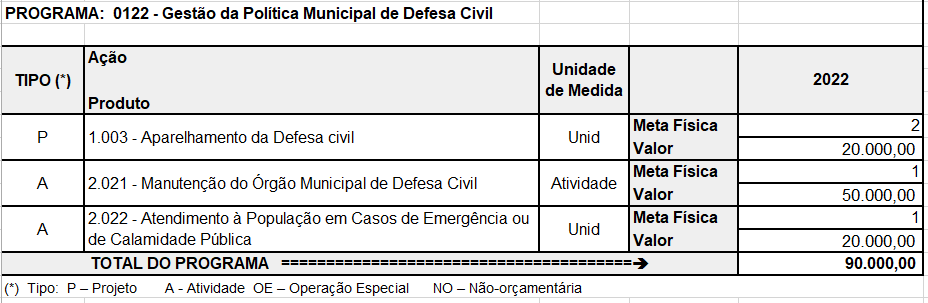 PROGRAMA:  0122 - Gestão da Política Municipal de Defesa Civil
TIPO (*)
Ação
Produto
Unidade
de Medida
2022
P
1.003 - Aparelhamento da Defesa civil
Unid
Meta Física
2
Valor
20.000,00
A
2.021 - Manutenção do Órgão Municipal de Defesa Civil
Atividade
Meta Física
1
Valor
50.000,00
A
2.022 - Atendimento à População em Casos de Emergência ou
de Calamidade Pública
Unid
Meta Física
1
Valor
20.000,00
TOTAL DO PROGRAMA  =======================================➔
90.000,00
(*)  Tipo:  P – Projeto      A - Atividade  OE – Operação Especial      NO – Não-orçamentária